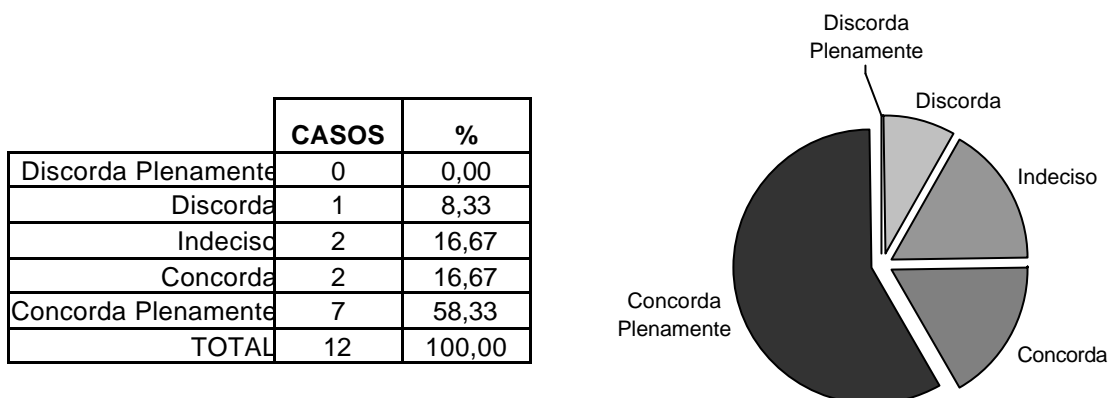 CASOS %
Discorda Plenamente 0 0,00
Discorda 1 8,33
Indeciso 2 16,67
Concorda 2 16,67
Concorda Plenamente 7 58,33
TOTAL 12 100,00
Discorda
Plenamente
Discorda
Indeciso
Concorda
Plenamente
Concorda